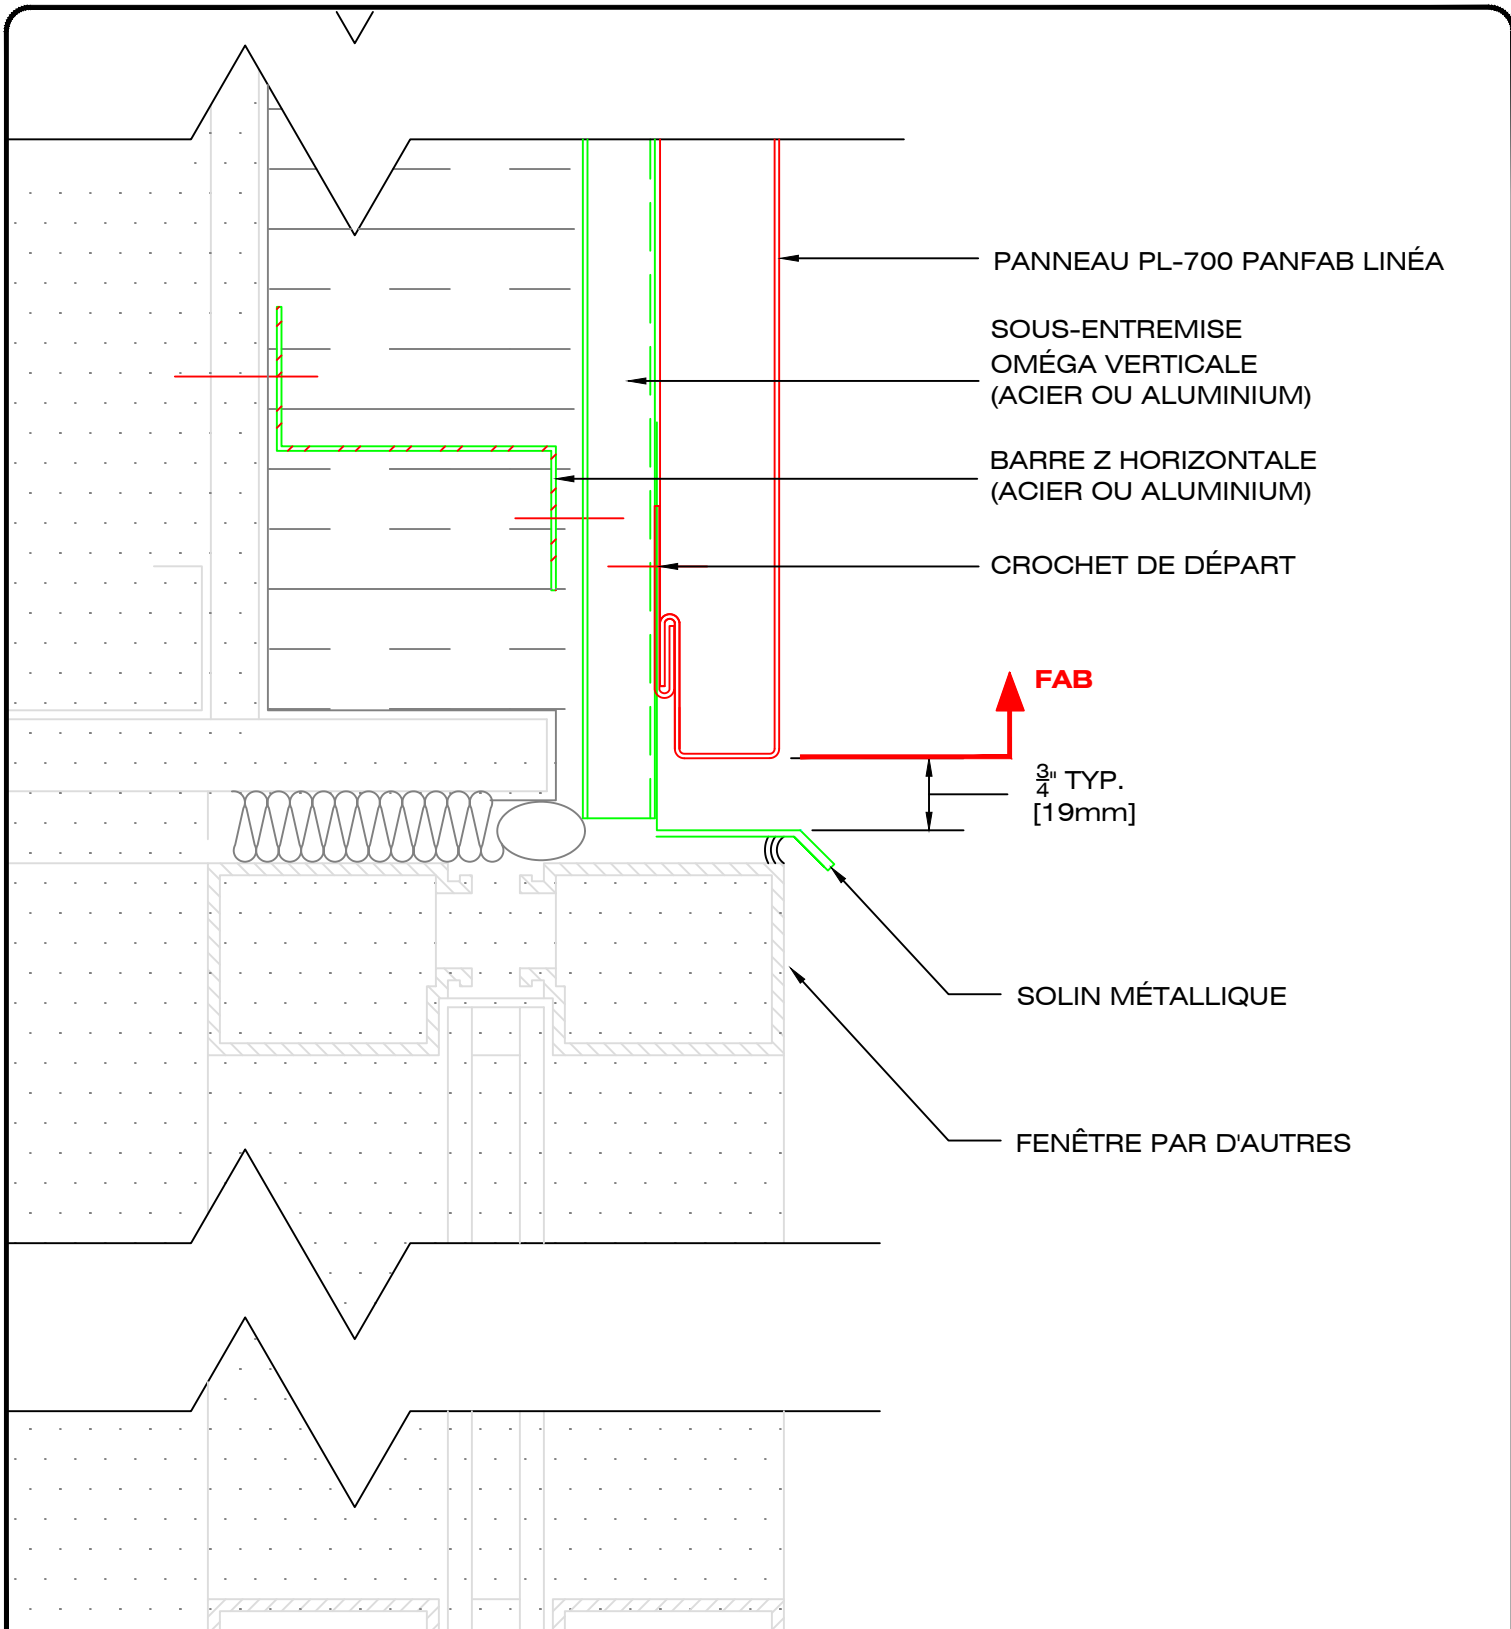 PANNEAU PL-700 PANFAB LINÉA
SOUS-ENTREMISE
OMÉGA VERTICALE
(ACIER OU ALUMINIUM)
BARRE Z HORIZONTALE
(ACIER OU ALUMINIUM)
CROCHET DE DÉPART
FAB
3/4" TYP.
[19mm]
SOLIN MÉTALLIQUE
FENÊTRE PAR D'AUTRES